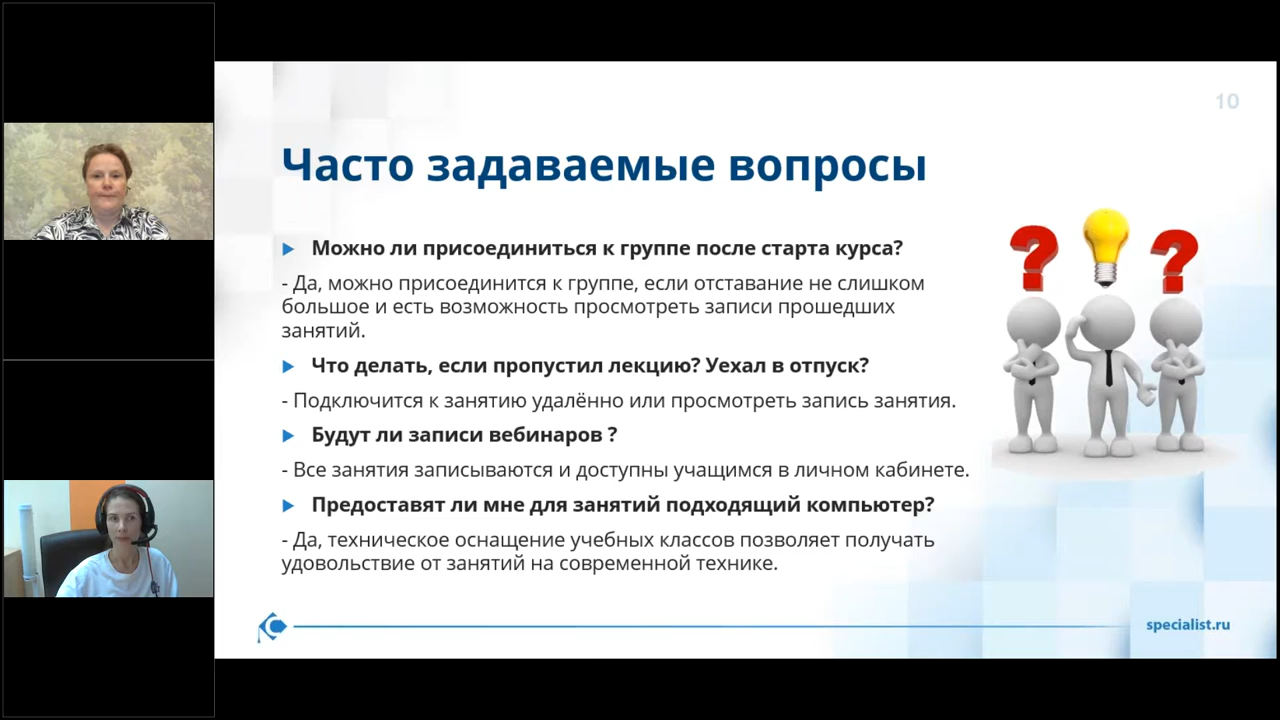 10
Часто задаваемые вопросы
Можно ли присоединиться к группе после старта курса?
- Да, можно присоединится к группе, если отставание не слишком
большое и есть возможность просмотреть записи прошедших
занятий.
Что делать, если пропустил лекцию? Уехал в отпуск?
- Подключится к занятию удалённо или просмотреть запись занятия.
Будут ли записи вебинаров ?
- Все занятия записываются и доступны учащимся в личном кабинете.
Предоставят ли мне для занятий подходящий компьютер?
- Да, техническое оснащение учебных классов позволяет получать
удовольствие от занятий на современной технике.
specialist.ru